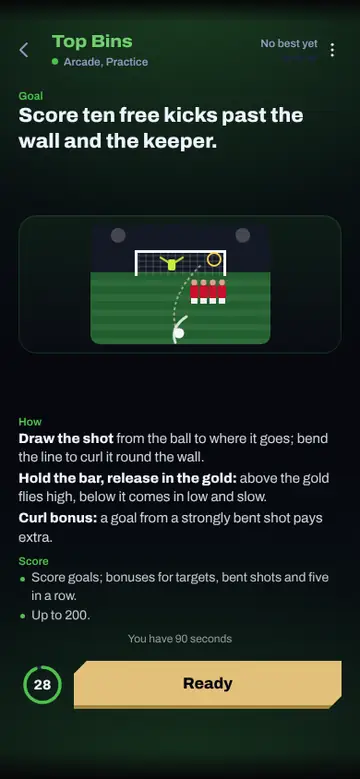 Top Bins
Arcade, Practice
No best yet
Goal
Score ten free kicks past the
wall and the keeper.
How
Draw the shot from the ball to where it goes; bend
the line to curl it round the wall.
Hold the bar, release in the gold: above the gold
flies high, below it comes in low and slow.
Curl bonus: a goal from a strongly bent shot pays
extra.
Score
Score goals; bonuses for targets, bent shots and five
in a row.
Up to 200.
You have 90 seconds
28
Ready